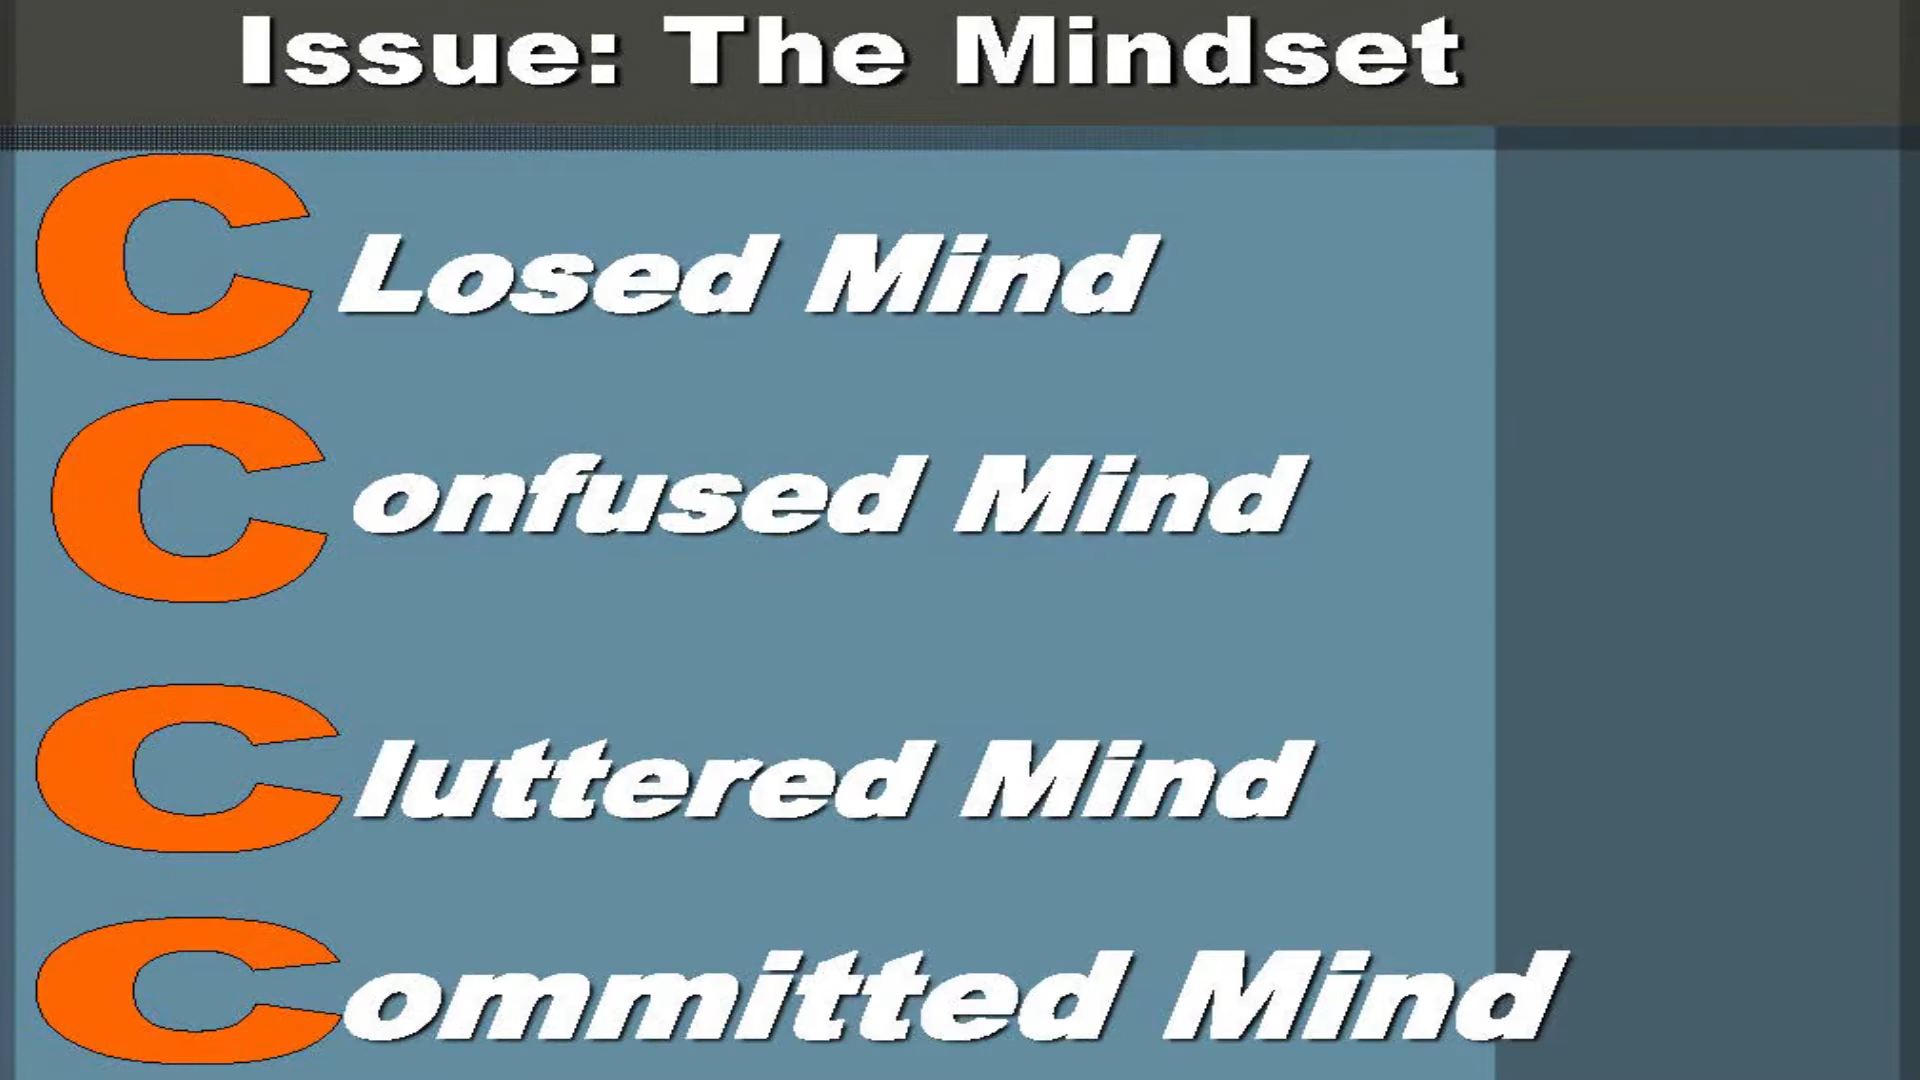 Issue: The Mindset
CLosed Mind
Confused Mind
Cluttered Mind
Committed Mind